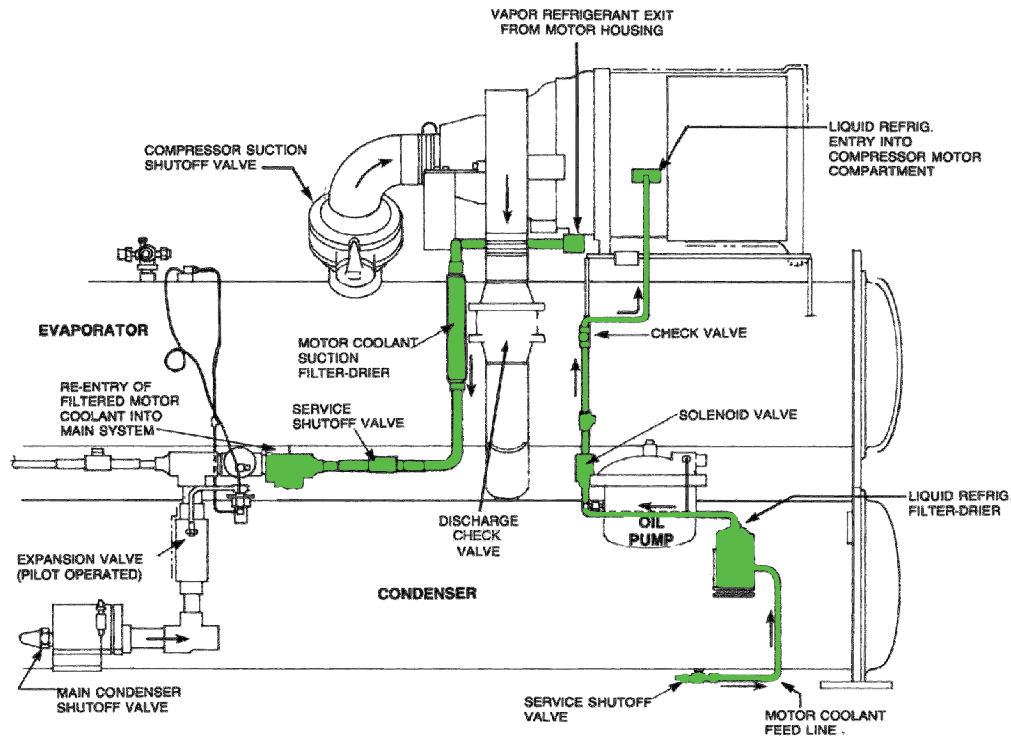 VAPOR REFRIGERANT EXIT
FROM MOTOR HOUSING
LIQUID REFRIG.
ENTRY INTO
COMPRESSOR MOTOR
COMPARTMENT
COMPRESSOR SUCTION
SHUTOFF VALVE
EVAPORATOR
MOTOR COOLANT
SUCTION
FILTER-DRIER
CHECK VALVE
RE-ENTRY OF
FILTERED MOTOR
COOLANT INTO
MAIN SYSTEM
SERVICE
SHUTOFF VALVE
SOLENOID VALVE
LIQUID REFRIG.
FILTER-DRIER
DISCHARGE
CHECK
VALVE
OIL
PUMP
EXPANSION VALVE
(PILOT OPERATED)
CONDENSER
MAIN CONDENSER
SHUTOFF VALVE
SERVICE SHUTOFF
VALVE
MOTOR COOLANT
FEED LINE .